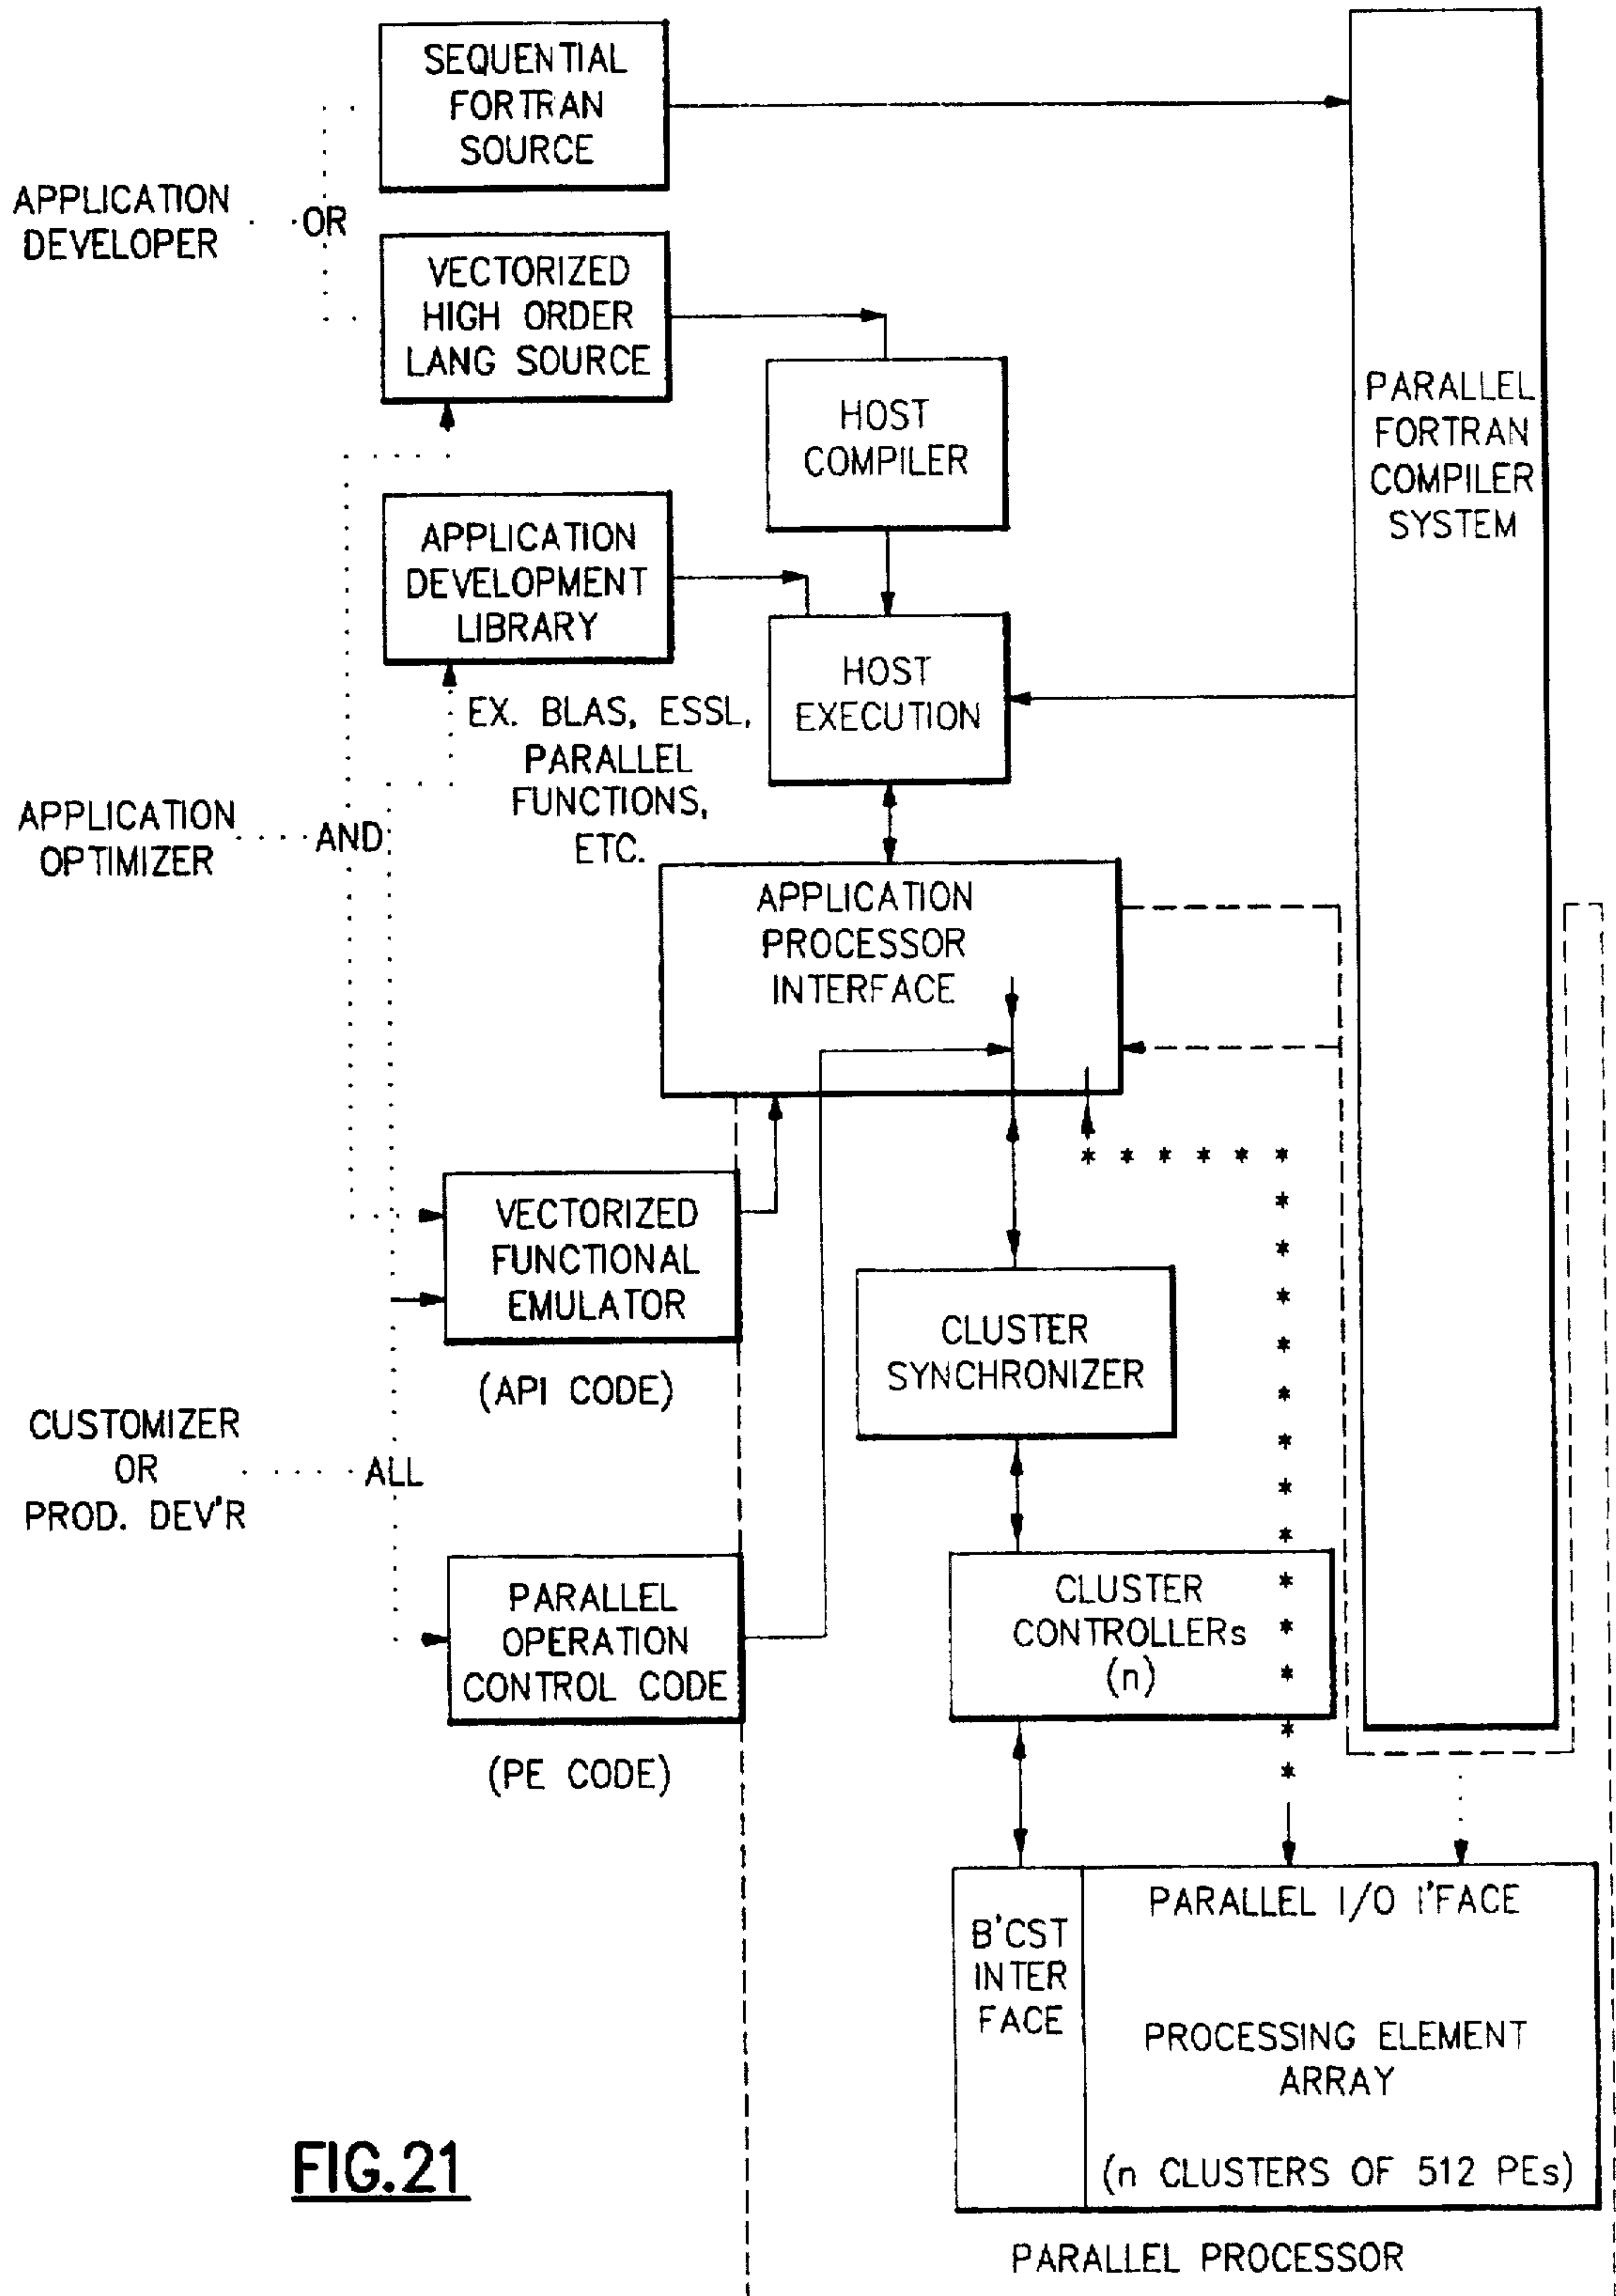 SEQUENTIAL
FORTRAN
SOURCE
APPLICATION
DEVELOPER
OR
VECTORIZED
HIGH ORDER
LANG SOURCE
HOST
COMPILER
PARALLEL
FORTRAN
COMPILER
SYSTEM
APPLICATION
DEVELOPMENT
LIBRARY
HOST
EXECUTION
EX. BLAS, ESSL,
PARALLEL
FUNCTIONS,
ETC.
APPLICATION
OPTIMIZER
AND
APPLICATION
PROCESSOR
INTERFACE
VECTORIZED
FUNCTIONAL
EMULATOR
(API CODE)
CLUSTER
SYNCHRONIZER
CUSTOMIZER
OR
PROD. DEV'R
ALL
PARALLEL
OPERATION
CONTROL CODE
(PE CODE)
CLUSTER
CONTROLLERs
(n)
B'CST
INTER
FACE
PARALLEL I/O I'FACE
PROCESSING ELEMENT
ARRAY
(n CLUSTERS OF 512 PEs)
PARALLEL PROCESSOR
FIG.21